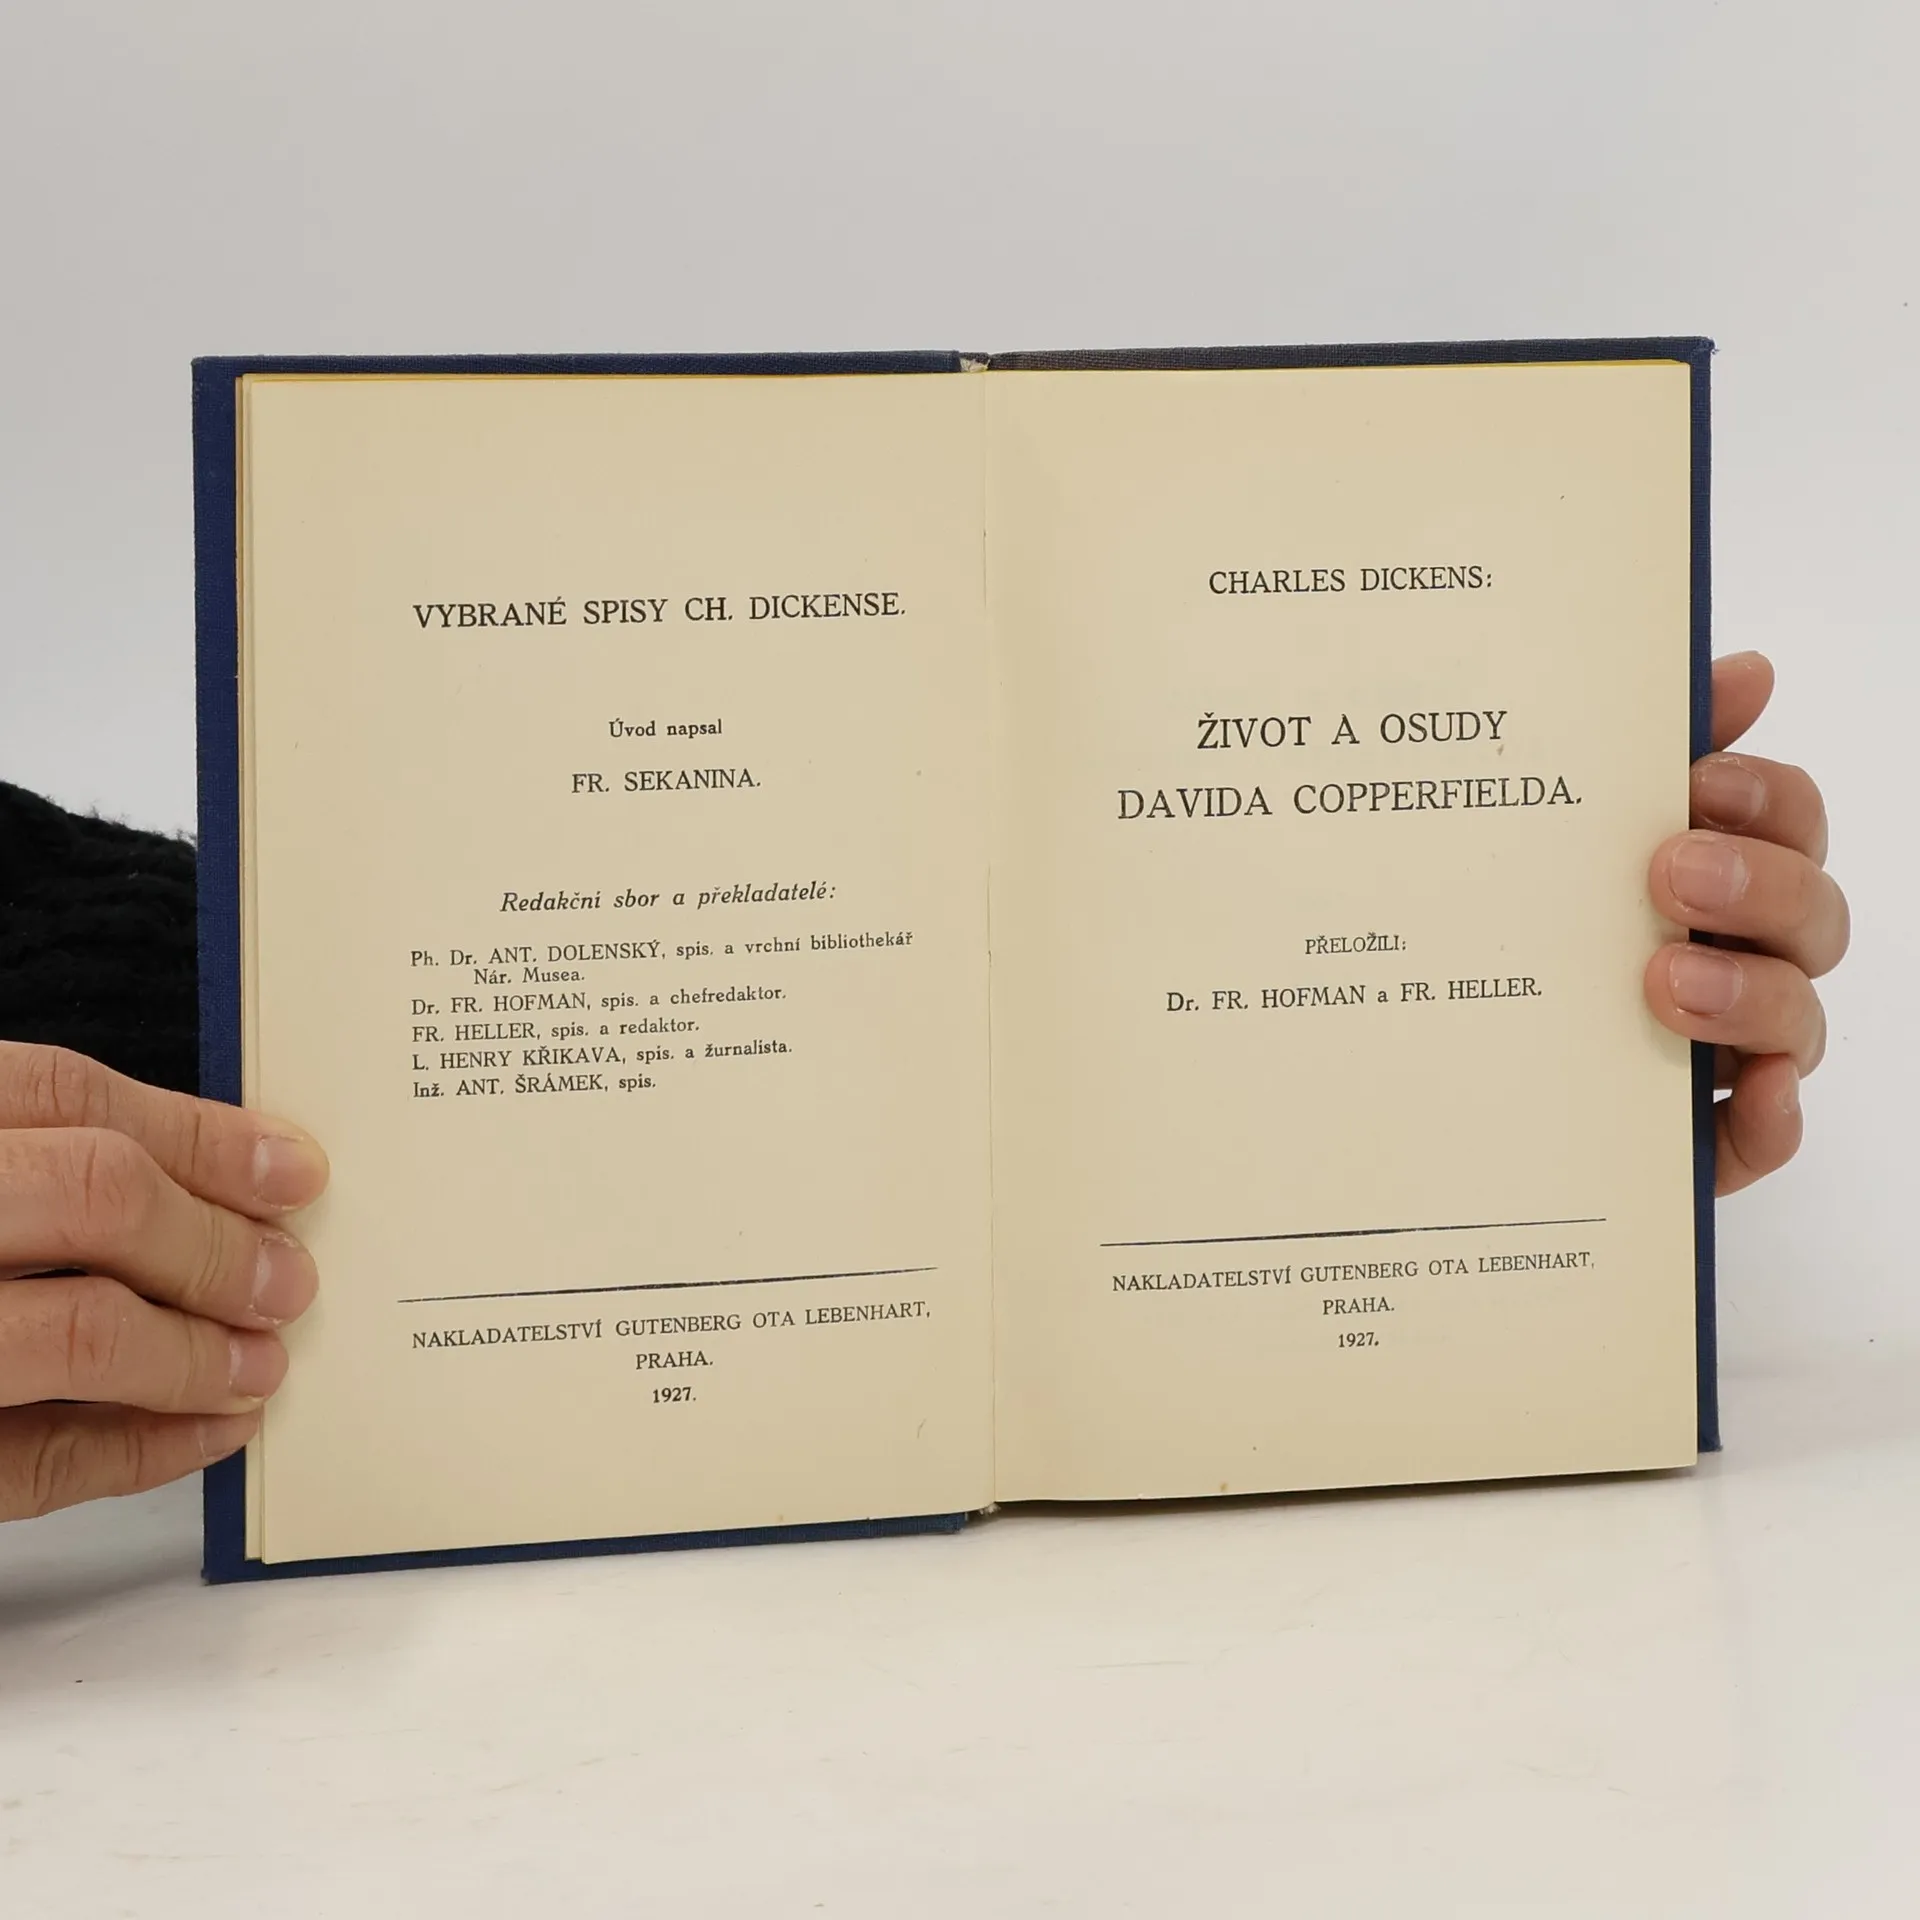 VYBRANÉ SPISY CH. DICKENSE.
Úvod napsal
FR. SEKANINA.
Redakční sbor a překladatelé:
Ph. Dr. ANT. DOLENSKÝ, spis. a vrchní bibliothekář
Nár. Musea.
Dr. FR. HOFMAN, spis. a chefredaktor.
FR. HELLER, spis. a redaktor.
L. HENRY KŘIKAVA, spis. a žurnalista.
Inž. ANT. ŠRÁMEK, spis.
NAKLADATELSTVÍ GUTENBERG OTA LEBENHART,
PRAHA.
1927.
CHARLES DICKENS:
ŽIVOT A OSUDY
DAVIDA COPPERFIELDA.
PŘELOŽILI:
Dr. FR. HOFMAN a FR. HELLER.
NAKLADATELSTVÍ GUTENBERG OTA LEBENHART,
PRAHA.
1927.